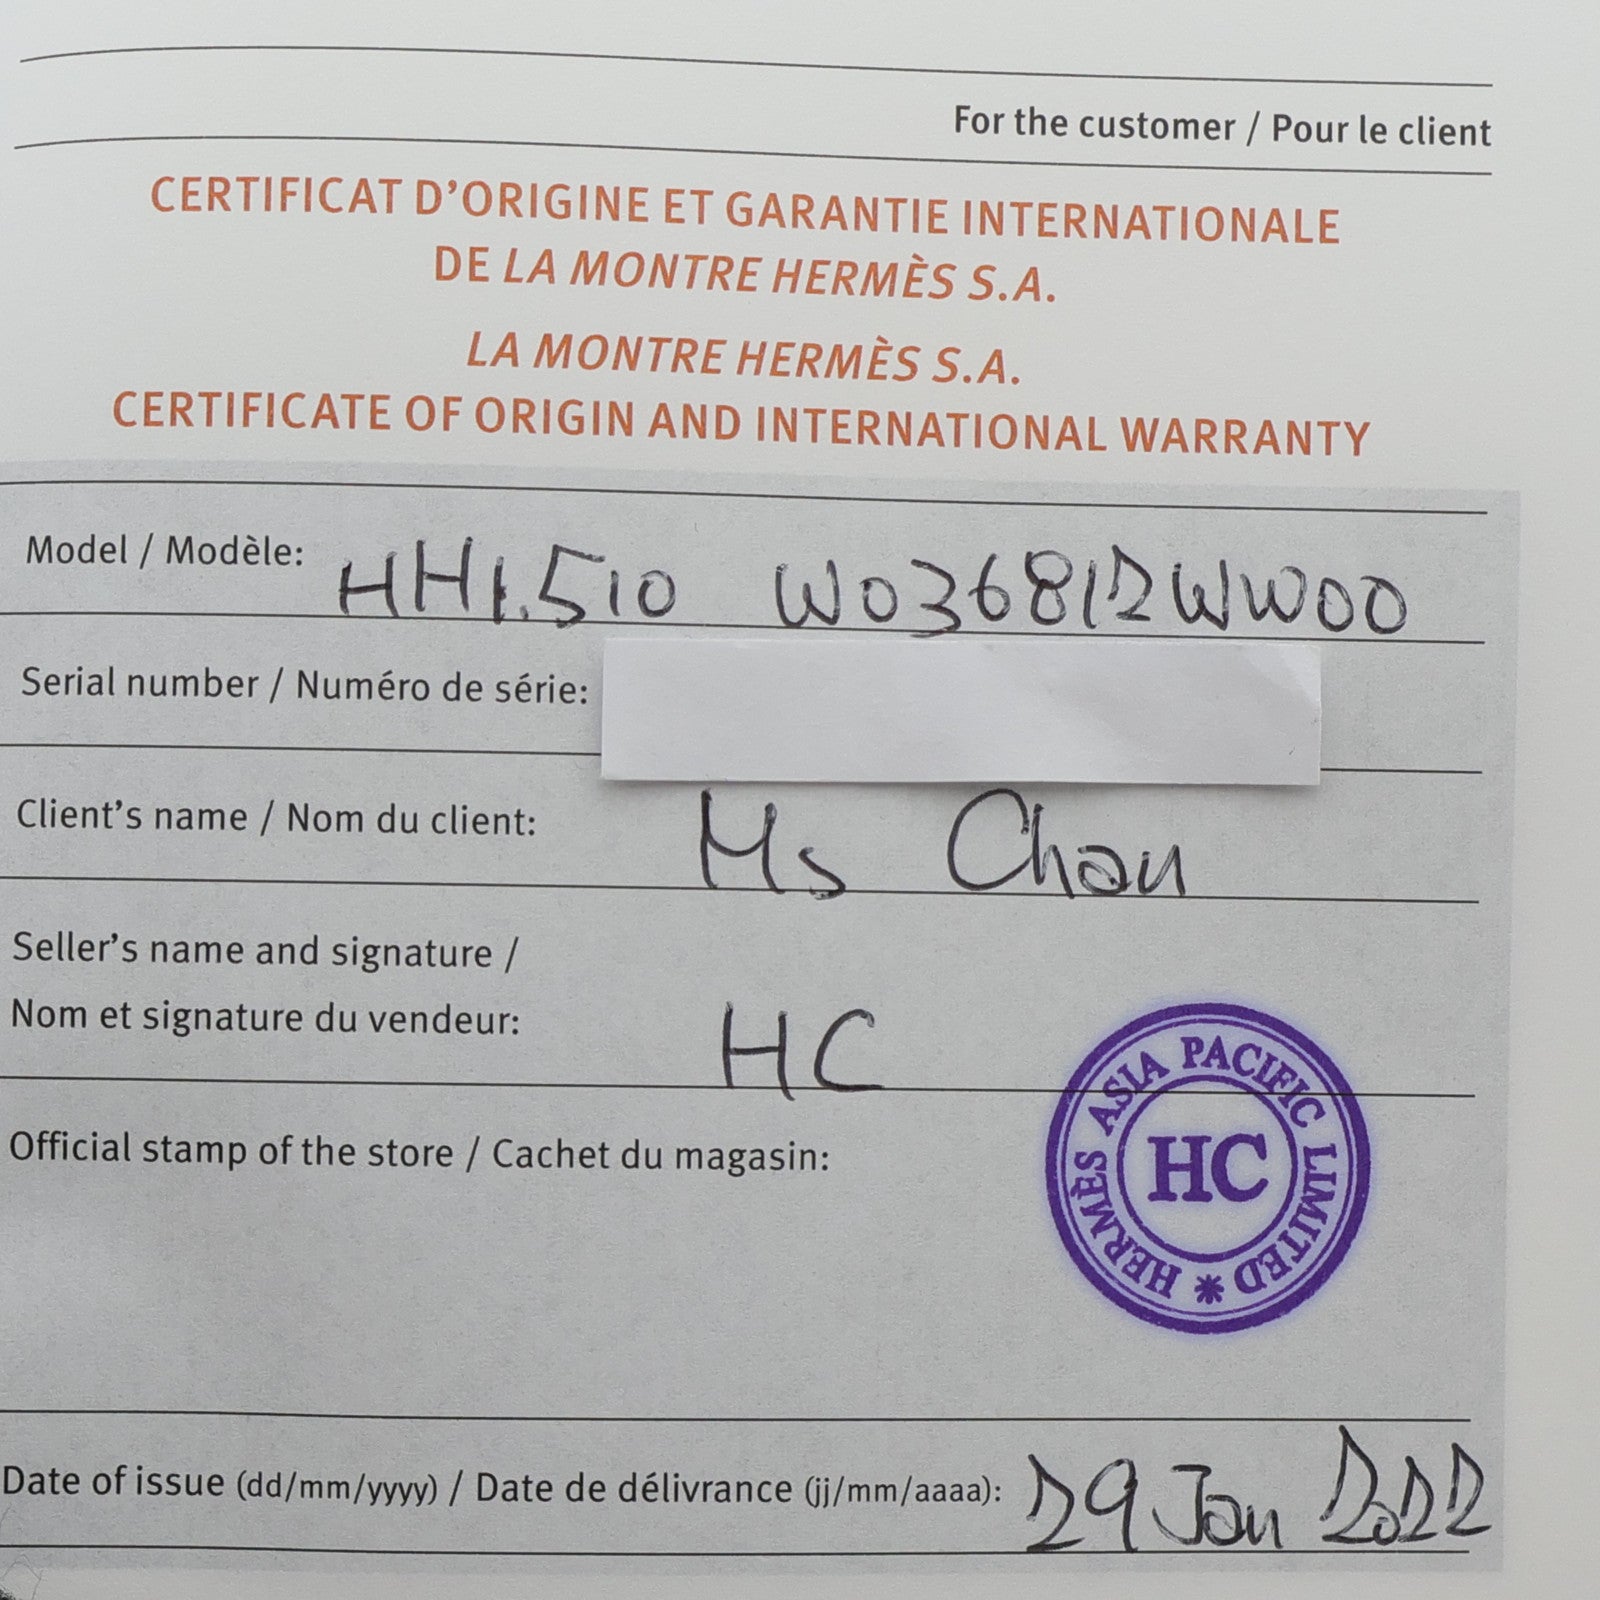 For the customer / Pour le client
CERTIFICAT D'ORIGINE ET GARANTIE INTERNATIONALE
DE LA MONTRE HERMÈS S.A.
LA MONTRE HERMÈS S.A.
CERTIFICATE OF ORIGIN AND INTERNATIONAL WARRANTY
Model / Modèle: HH1.510 W036812WW00
Serial number / Numéro de série:
Client's name / Nom du client: Ms Chan
Seller's name and signature /
Nom et signature du vendeur: HC
Official stamp of the store / Cachet du magasin:
HERMÈS ASIA PACIFIC LIMITED *
HC
Date of issue (dd/mm/yyyy) / Date de délivrance (jj/mm/aaaa): 29 Jan 2022